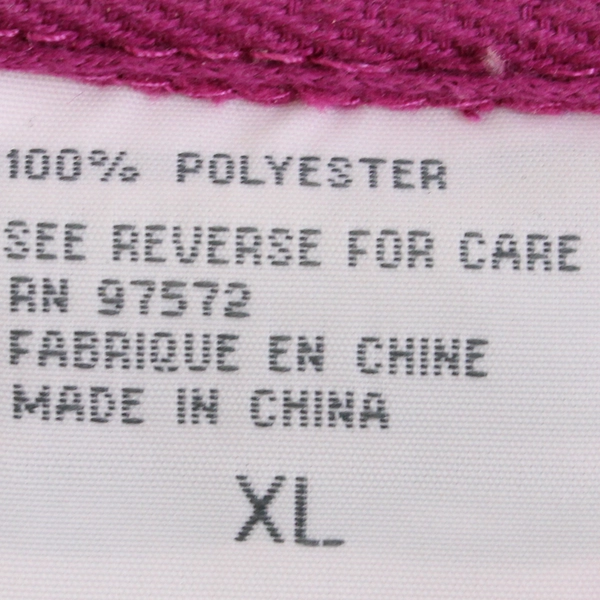 100% POLYESTER
SEE REVERSE FOR CARE
RN 97572
FABRIQUE EN CHINE
MADE IN CHINA
XL